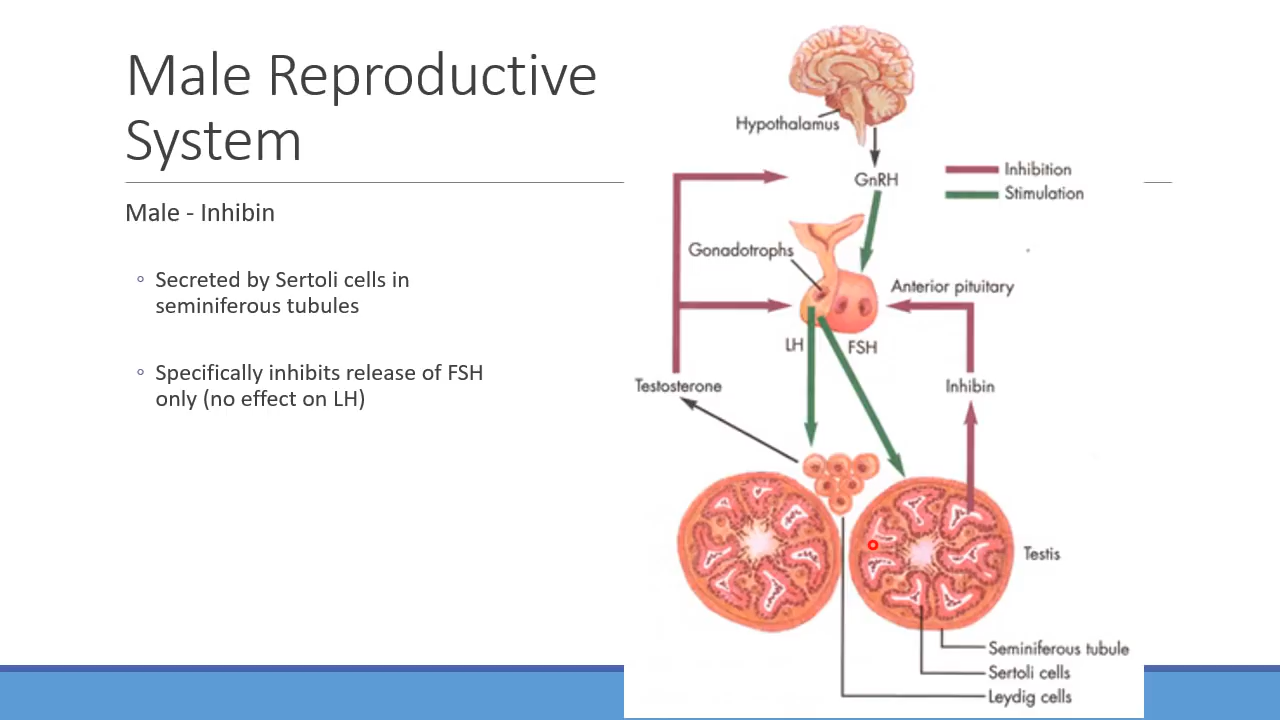 Male Reproductive
System
Male - Inhibin
Secreted by Sertoli cells in
seminiferous tubules
Specifically inhibits release of FSH
only (no effect on LH)
Hypothalamus
GnRH
Inhibition
Stimulation
Gonadotrophs
Anterior pituitary
LH
FSH
Testosterone
Inhibin
Testis
Seminiferous tubule
Sertoli cells
Leydig cells